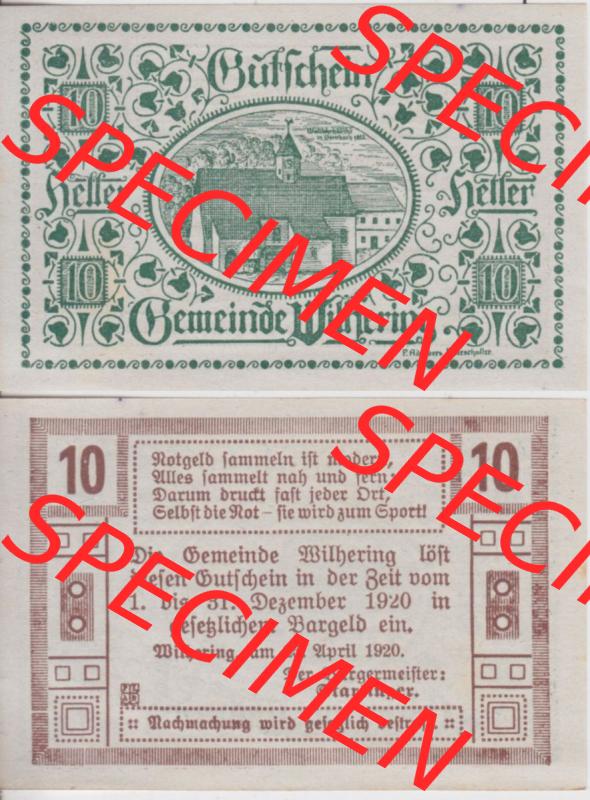 Gutschein
10
10
Heller
Heller
10
10
Gemeinde Wilhering
SPECIMEN
SPECIMEN
10
10
Notgeld sammeln ist modern,
Alles sammelt nah und fern;
Darum druckt fast jeder Ort,
Selbst die Not – sie wird zum Sport!
Die Gemeinde Wilhering löst
diesen Gutschein in der Zeit vom
1. bis 31. Dezember 1920 in
gesetzlichem Bargeld ein.
Wilhering, am April 1920.
Der Bürgermeister:
:: Nachmachung wird gesetzlich bestraft ::
SPECIMEN
SPECIMEN